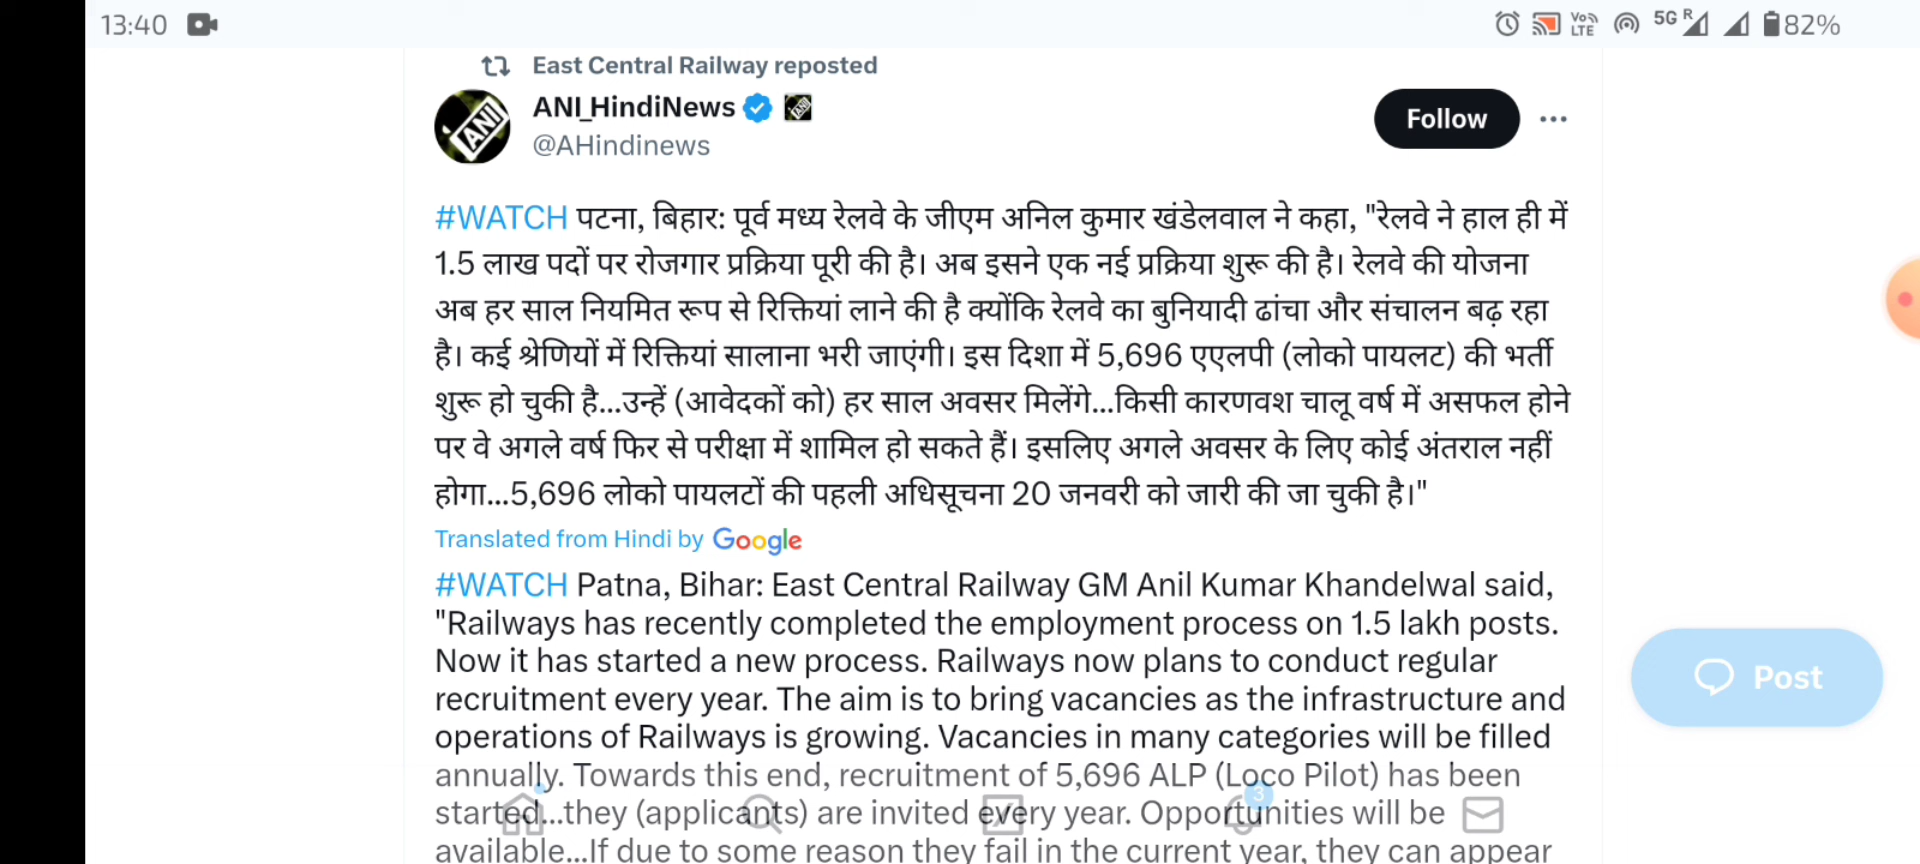 13:40
Vo) LTE 5G R 82%
East Central Railway reposted
ANI_HindiNews
@AHindinews
Follow
ANI
#WATCH पटना, बिहार: पूर्व मध्य रेलवे के जीएम अनिल कुमार खंडेलवाल ने कहा, "रेलवे ने हाल ही में
1.5 लाख पदों पर रोजगार प्रक्रिया पूरी की है। अब इसने एक नई प्रक्रिया शुरू की है। रेलवे की योजना
अब हर साल नियमित रूप से रिक्तियां लाने की है क्योंकि रेलवे का बुनियादी ढांचा और संचालन बढ़ रहा
है। कई श्रेणियों में रिक्तियां सालाना भरी जाएंगी। इस दिशा में 5,696 एएलपी (लोको पायलट) की भर्ती
शुरू हो चुकी है...उन्हें (आवेदकों को) हर साल अवसर मिलेंगे...किसी कारणवश चालू वर्ष में असफल होने
पर वे अगले वर्ष फिर से परीक्षा में शामिल हो सकते हैं। इसलिए अगले अवसर के लिए कोई अंतराल नहीं
होगा...5,696 लोको पायलटों की पहली अधिसूचना 20 जनवरी को जारी की जा चुकी है।"
Translated from Hindi by Google
#WATCH Patna, Bihar: East Central Railway GM Anil Kumar Khandelwal said,
"Railways has recently completed the employment process on 1.5 lakh posts.
Now it has started a new process. Railways now plans to conduct regular
recruitment every year. The aim is to bring vacancies as the infrastructure and
operations of Railways is growing. Vacancies in many categories will be filled
annually. Towards this end, recruitment of 5,696 ALP (Loco Pilot) has been
started...they (applicants) are invited every year. Opportunities will be
available...If due to some reason they fail in the current year, they can appear
Post
3